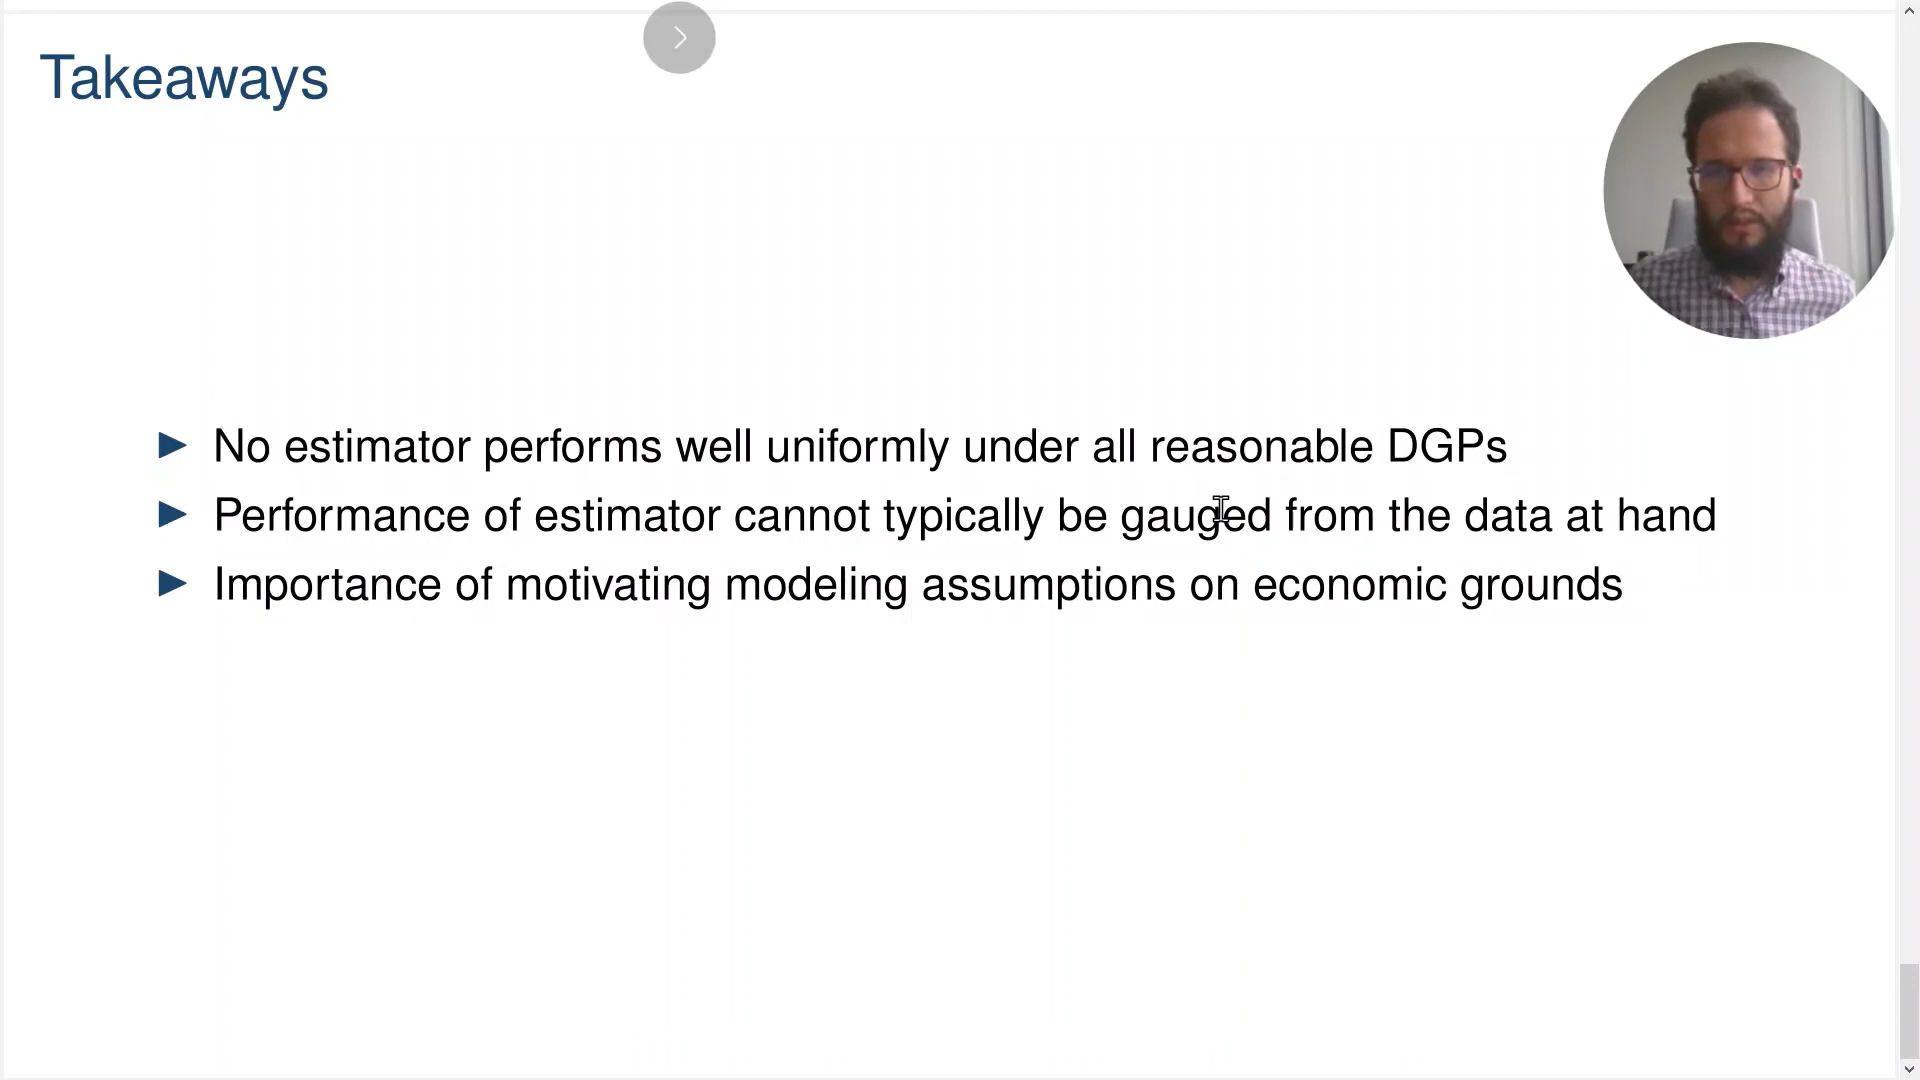 Takeaways
No estimator performs well uniformly under all reasonable DGPs
Performance of estimator cannot typically be gauged from the data at hand
Importance of motivating modeling assumptions on economic grounds